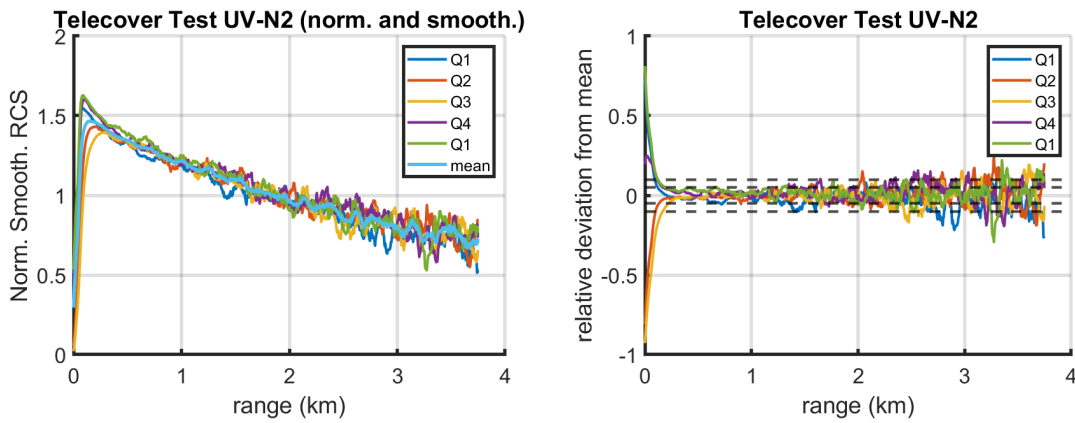 Telecover Test UV-N2 (norm. and smooth.)
Norm. Smooth. RCS
2
1.5
1
0.5
0
0
1
2
3
4
range (km)
Q1
Q2
Q3
Q4
Q1
mean
Telecover Test UV-N2
relative deviation from mean
1
0.5
0
-0.5
-1
0
1
2
3
4
range (km)
Q1
Q2
Q3
Q4
Q1